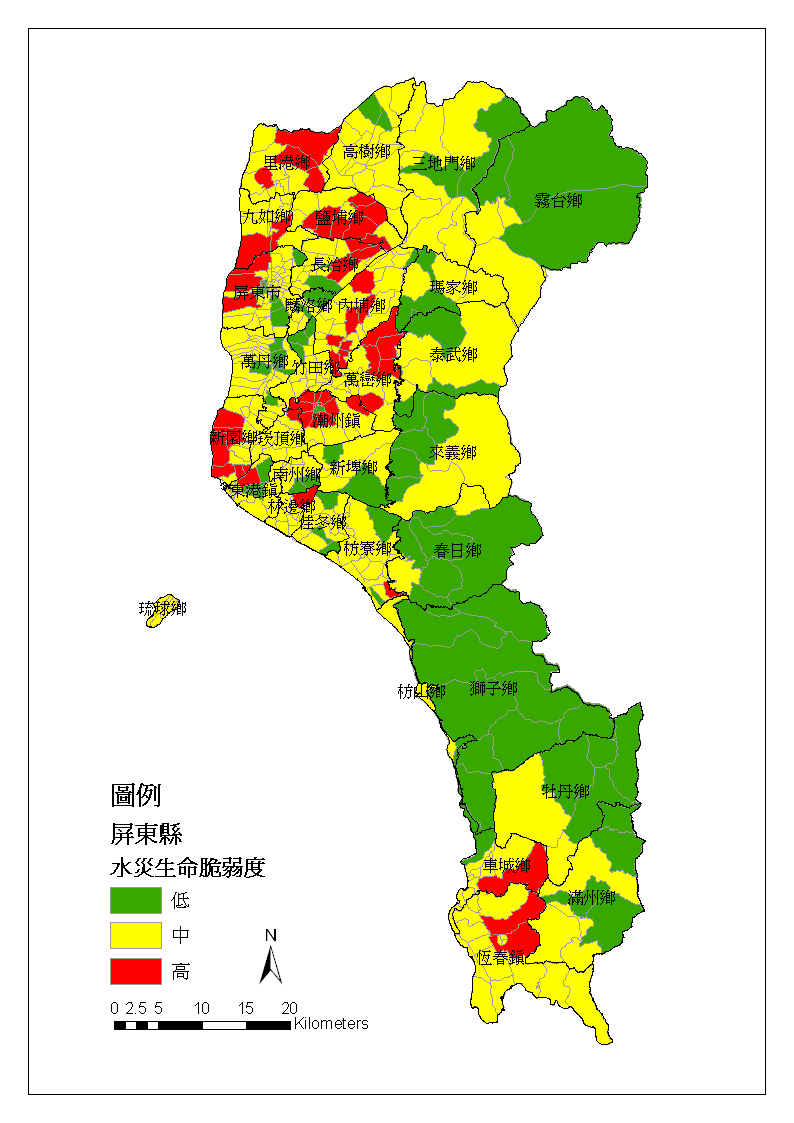 高樹鄉
里港鄉
三地門鄉
霧台鄉
九如鄉
鹽埔鄉
長治鄉
瑪家鄉
屏東市
麟洛鄉
內埔鄉
泰武鄉
萬丹鄉
竹田鄉
萬巒鄉
潮州鎮
新園鄉
崁頂鄉
來義鄉
新埤鄉
南州鄉
東港鎮
林邊鄉
佳冬鄉
枋寮鄉
春日鄉
琉球鄉
枋山鄉
獅子鄉
牡丹鄉
車城鄉
滿州鄉
恆春鎮
圖例
屏東縣
水災生命脆弱度
低
中
高
N
0 2.5 5 10 15 20
Kilometers